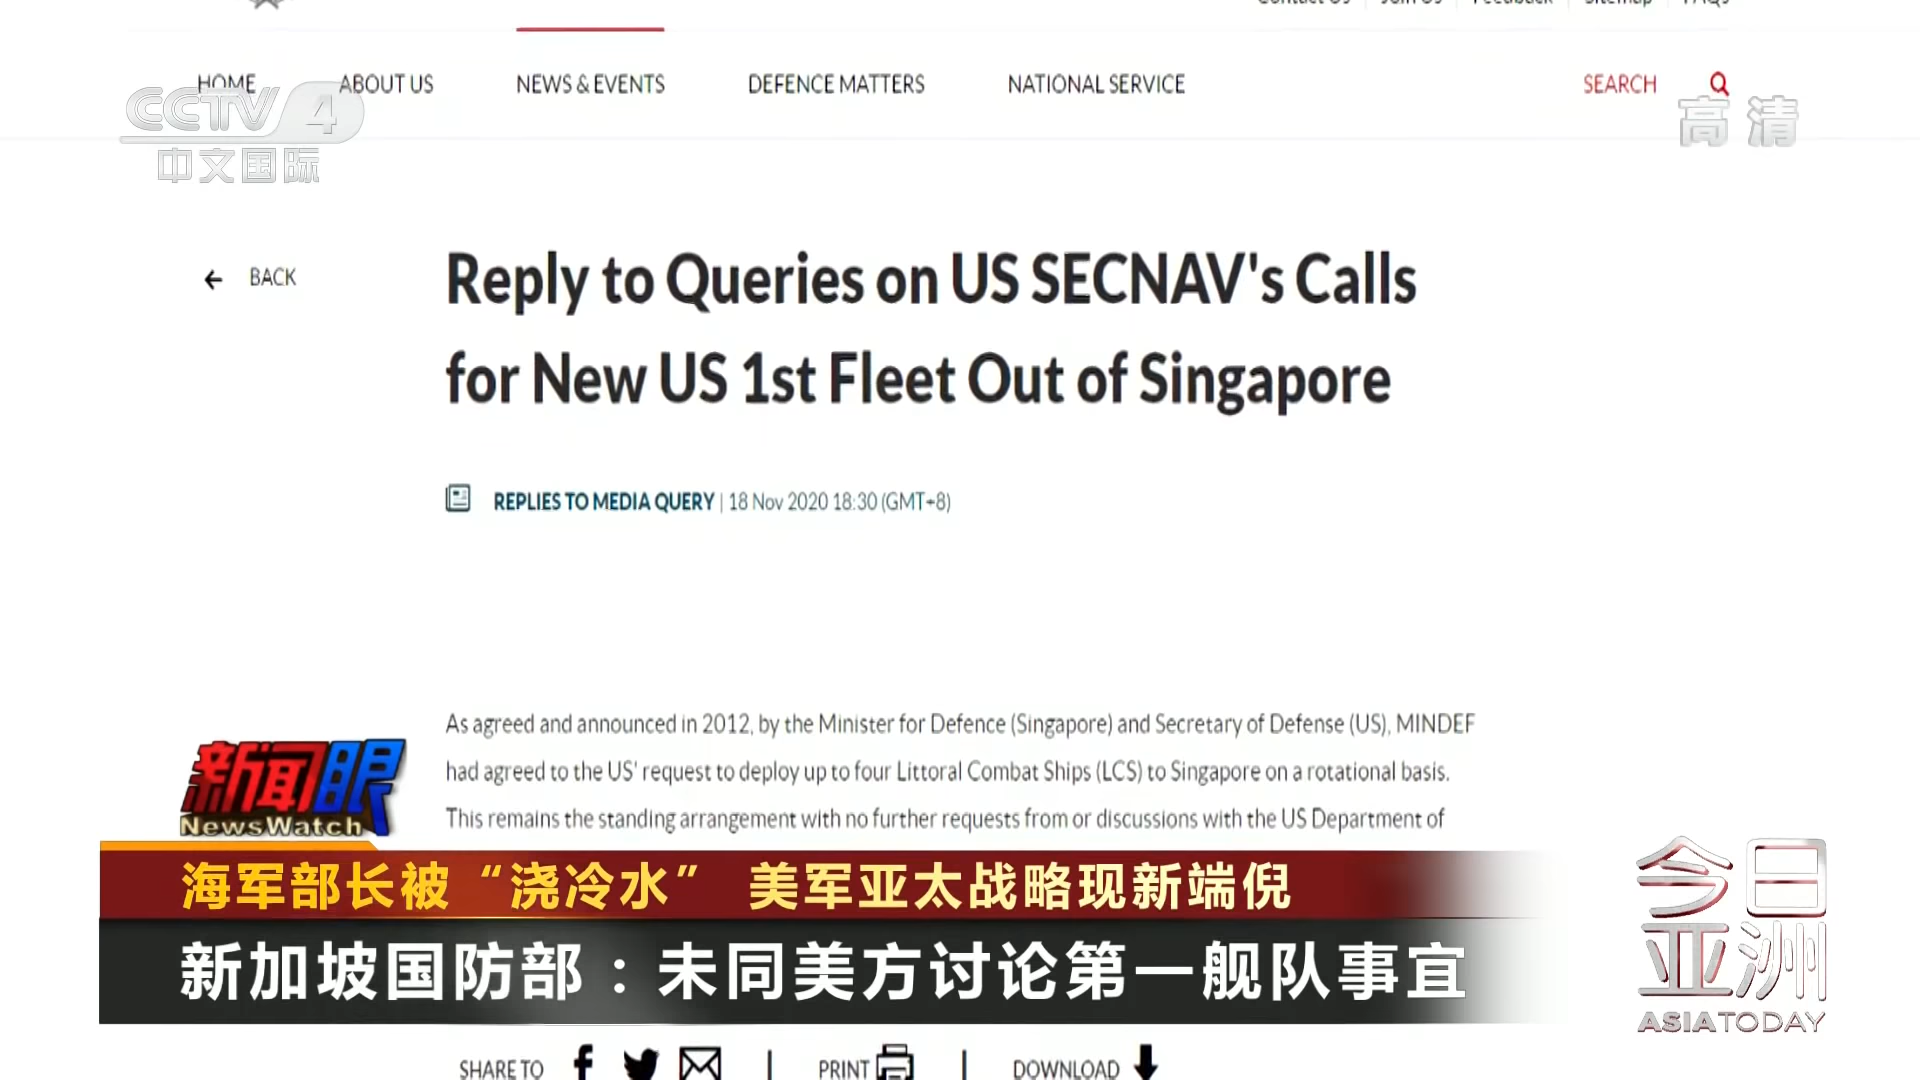 Contact Us Join Us Feedback Sitemap FAQs
HOME ABOUT US NEWS & EVENTS DEFENCE MATTERS NATIONAL SERVICE SEARCH
CCTV 4
高清
中文国际
BACK
Reply to Queries on US SECNAV's Calls
for New US 1st Fleet Out of Singapore
REPLIES TO MEDIA QUERY | 18 Nov 2020 18:30 (GMT+8)
As agreed and announced in 2012, by the Minister for Defence (Singapore) and Secretary of Defense (US), MINDEF
had agreed to the US' request to deploy up to four Littoral Combat Ships (LCS) to Singapore on a rotational basis.
This remains the standing arrangement with no further requests from or discussions with the US Department of
新闻眼
NewsWatch
海军部长被“浇冷水” 美军亚太战略现新端倪
新加坡国防部：未同美方讨论第一舰队事宜
今日
亚洲
ASIA TODAY
SHARE TO | PRINT | DOWNLOAD